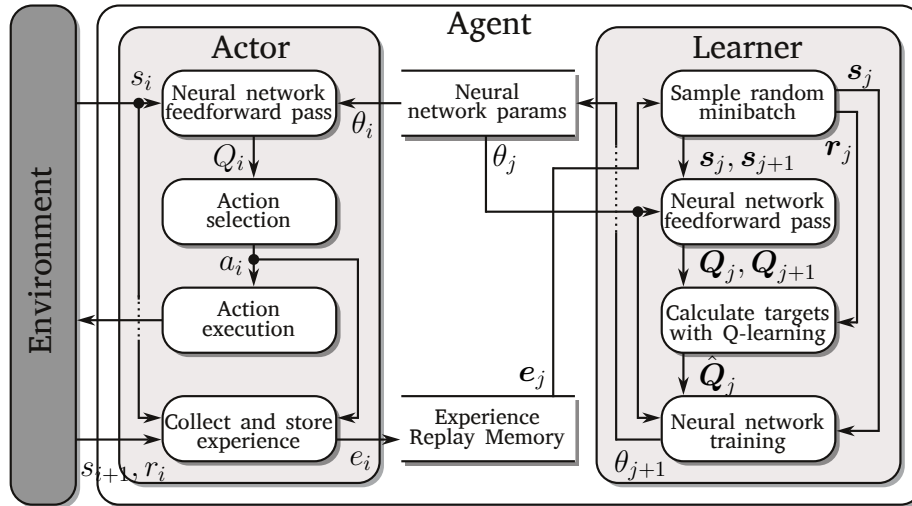 Agent
Environment
Actor
s_i
Neural network
feedforward pass
θ_i
Q_i
Action
selection
a_i
Action
execution
Collect and store
experience
s_{i+1}, r_i
e_i
Neural
network params
θ_j
e_j
Experience
Replay Memory
Learner
Sample random
minibatch
s_j
r_j
s_j, s_{j+1}
Neural network
feedforward pass
Q_j, Q_{j+1}
Calculate targets
with Q-learning
Q̂_j
Neural network
training
θ_{j+1}